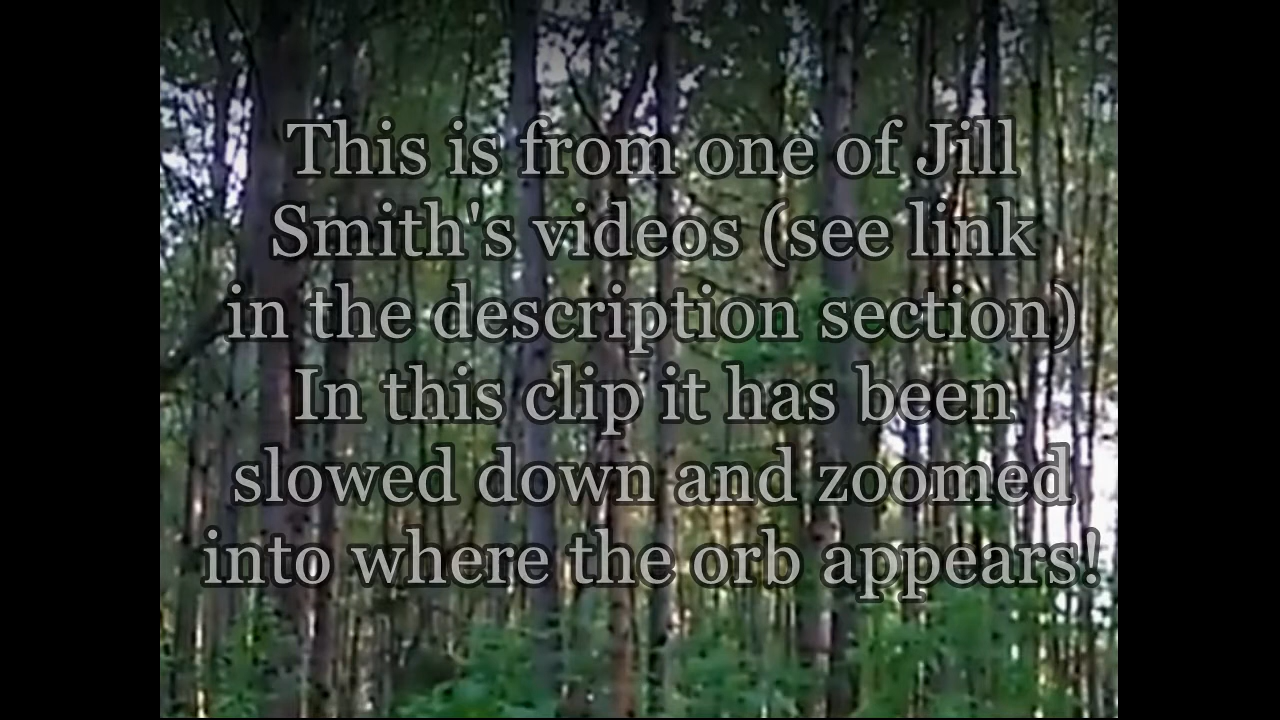 This is from one of Jill
Smith's videos (see link
in the description section)
In this clip it has been
slowed down and zoomed
into where the orb appears!